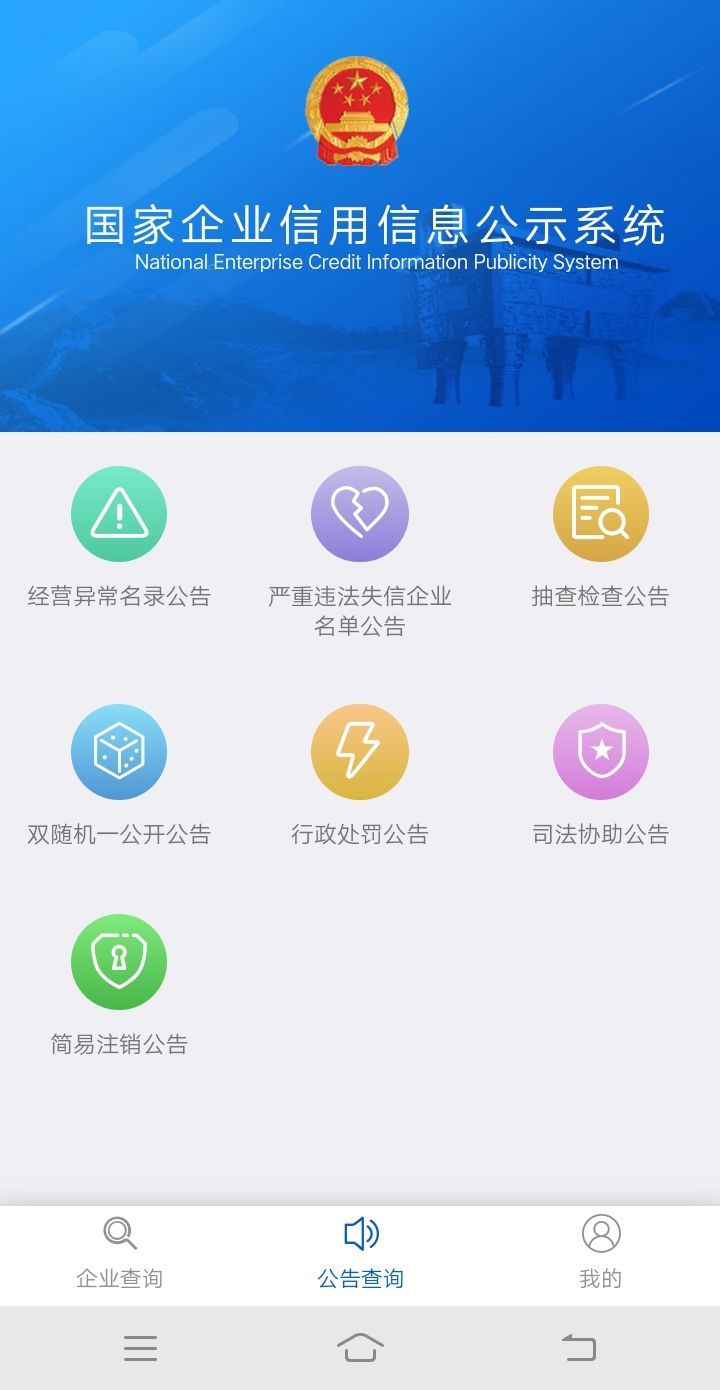 国家企业信用信息公示系统
National Enterprise Credit Information Publicity System
经营异常名录公告
严重违法失信企业
名单公告
抽查检查公告
双随机一公开公告
行政处罚公告
司法协助公告
简易注销公告
企业查询
公告查询
我的